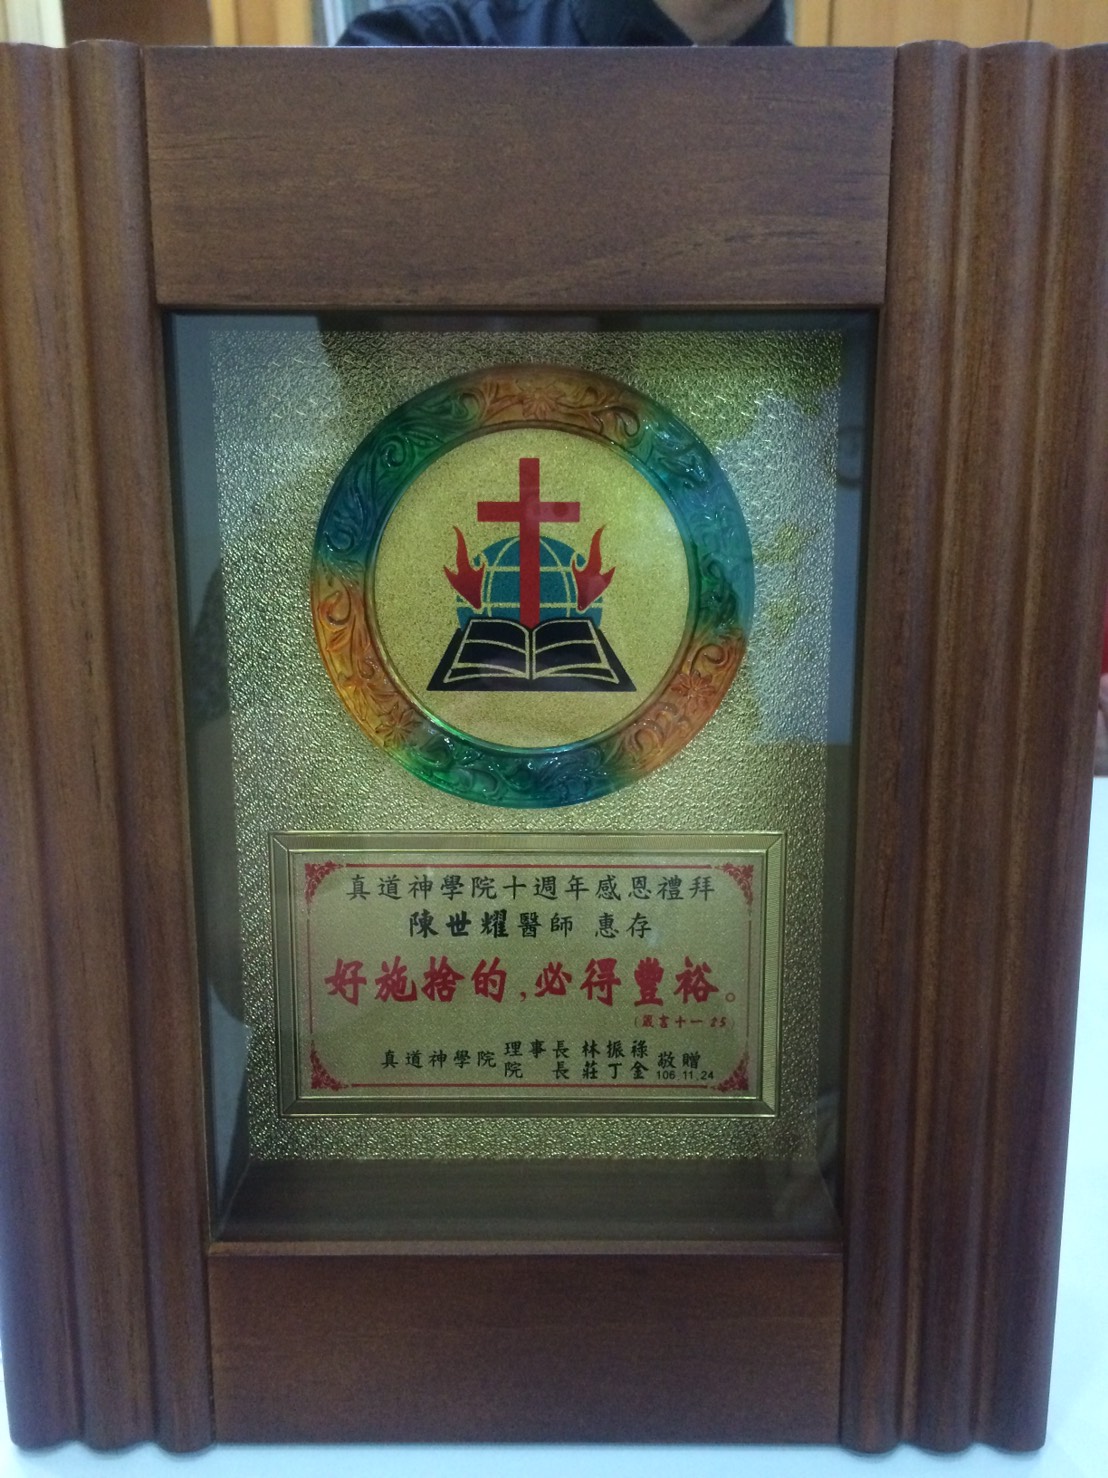 真道神學院十週年感恩禮拜
陳世耀醫師 惠存
好施捨的,必得豐裕。
(箴言十一25)
真道神學院 理事長 林振祿 敬贈
院長 莊丁金 106.11.24